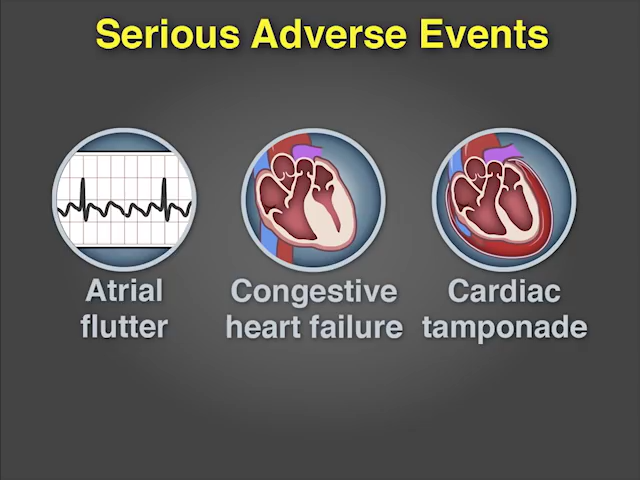 Serious Adverse Events
Atrial
flutter
Congestive
heart failure
Cardiac
tamponade